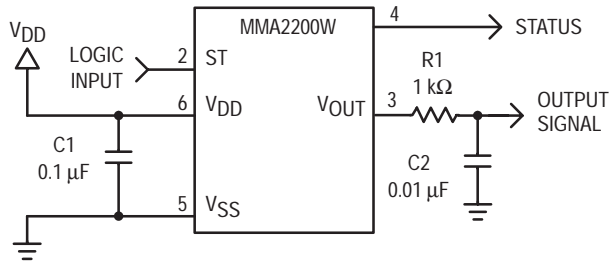 MMA2200W
4
STATUS
VDD
LOGIC
INPUT
2
ST
R1
1 kΩ
6
VDD
VOUT
3
OUTPUT
SIGNAL
C1
0.1 µF
C2
0.01 µF
5
VSS